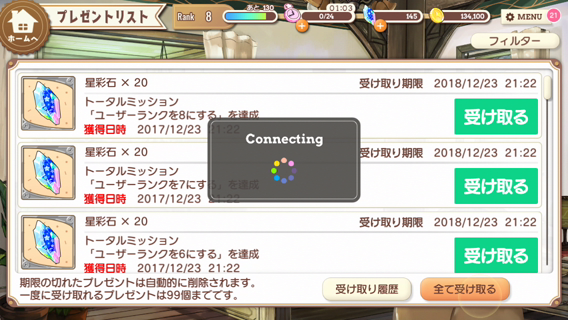 プレゼントリスト
ホームへ
Rank 8
あと 130
0/24
01:03
145
134,100
MENU
21
フィルター
星彩石 × 20
受け取り期限 2018/12/23 21:22
トータルミッション
「ユーザーランクを8にする」を達成
獲得日時 2017/12/23 21:22
受け取る
星彩石 × 20
受け取り期限 2018/12/23 21:22
トータルミッション
「ユーザーランクを7にする」を達成
獲得日時 2017/12/23
受け取る
Connecting
星彩石 × 20
受け取り期限 2018/12/23 21:22
トータルミッション
「ユーザーランクを6にする」を達成
獲得日時 2017/12/23 21:22
受け取る
期限の切れたプレゼントは自動的に削除されます。
一度に受け取れるプレゼントは99個までです。
受け取り履歴
全て受け取る